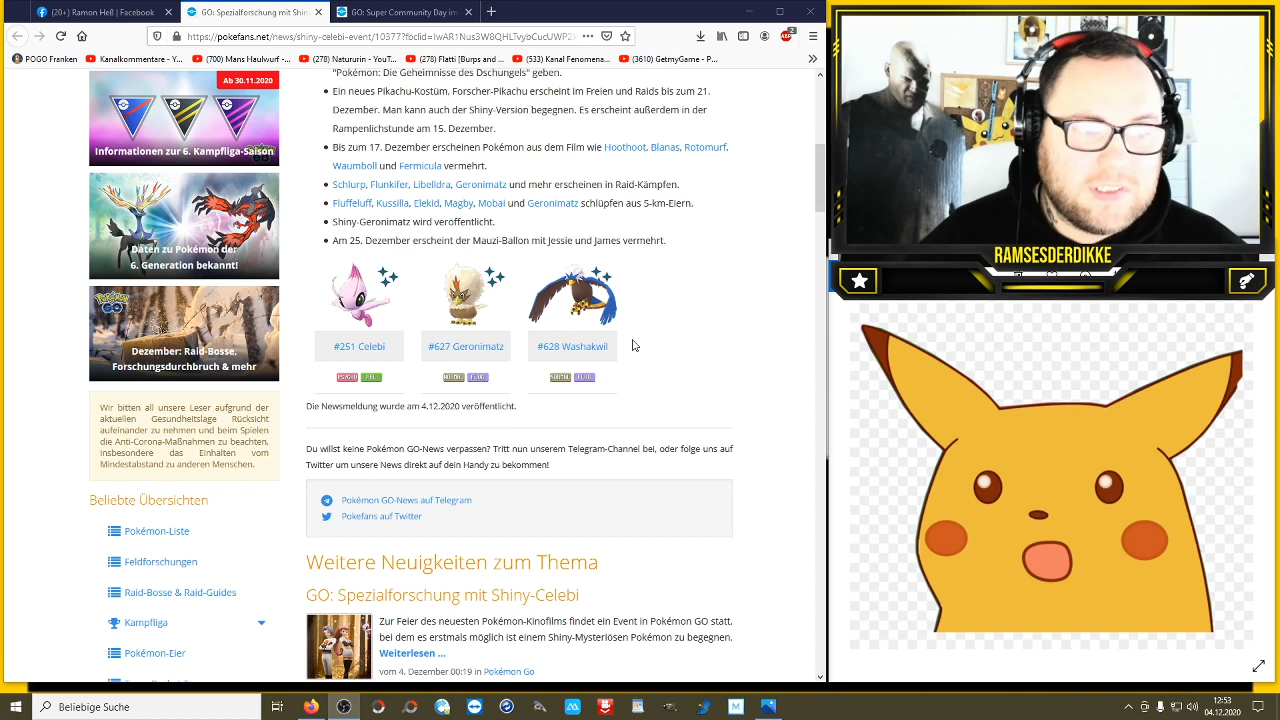 (20+) Ramon Heß | Facebook
GO: Spezialforschung mit Shin
GO: Super Community Day im
https://pokefans.net/news/shiny-celebi-event/10377?fbclid=
POGO Franken
Kanalkommentare - Y...
(700) Mans Haulwurf -...
(278) Natururin - YouT...
(278) Flatti [Burps and ...
(533) Kanal Fenomena...
(3610) GetmyGame - P...
Ab 30.11.2020
Informationen zur 6. Kampfliga-Saison
Daten zu Pokémon der
6. Generation bekannt!
Dezember: Raid-Bosse,
Forschungsdurchbruch & mehr
Wir bitten all unsere Leser aufgrund der
aktuellen Gesundheitslage Rücksicht
aufeinander zu nehmen und beim Spielen
die Anti-Corona-Maßnahmen zu beachten,
insbesondere das Einhalten vom
Mindestabstand zu anderen Menschen.
Beliebte Übersichten
Pokémon-Liste
Feldforschungen
Raid-Bosse & Raid-Guides
Kampfliga
Pokémon-Eier
"Pokémon: Die Geheimnisse des Dschungels" geben.
Ein neues Pikachu-Kostüm, Forscher-Pikachu erscheint im Freien und Raids bis zum 21.
Dezember. Man kann auch der Shiny-Version begegnen. Es erscheint außerdem in der
Rampenlichstunde am 15. Dezember.
Bis zum 17. Dezember erscheinen Pokémon aus dem Film wie Hoothoot, Blanas, Rotomurf,
Waumboll und Fermicula vermehrt.
Schlurp, Flunkifer, Libelldra, Geronimatz und mehr erscheinen in Raid-Kämpfen.
Fluffeluff, Kussilla, Elekid, Magby, Mobai und Geronimatz schlüpfen aus 5-km-Eiern.
Shiny-Geronimatz wird veröffentlicht.
Am 25. Dezember erscheint der Mauzi-Ballon mit Jessie und James vermehrt.
#251 Celebi
#627 Geronimatz
#628 Washakwil
Die Newsmeldung wurde am 4.12.2020 veröffentlicht.
Du willst keine Pokémon GO-News verpassen? Tritt nun unserem Telegram-Channel bei, oder folge uns auf
Twitter um unsere News direkt auf dein Handy zu bekommen!
Pokémon GO-News auf Telegram
Pokefans auf Twitter
Weitere Neuigkeiten zum Thema
GO: Spezialforschung mit Shiny-Celebi
Zur Feier des neuesten Pokémon-Kinofilms findet ein Event in Pokémon GO statt,
bei dem es erstmals möglich ist einem Shiny-Mysteriösen Pokémon zu begegnen.
Weiterlesen ...
vom 4. Dezember 00:19 in Pokémon Go
RAMSESDERDIKKE
Beliebige Suche
12:53
04.12.2020